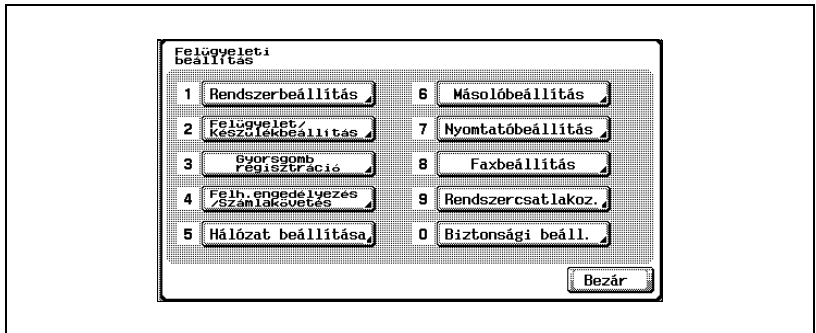 Felügyeleti
beállítás
1 Rendszerbeállítás
2 Felügyelet/
Készülékbeállítás
3 Gyorsgomb
regisztráció
4 Felh.engedélyezés
/Számlakövetés
5 Hálózat beállítása
6 Másolóbeállítás
7 Nyomtatóbeállítás
8 Faxbeállítás
9 Rendszercsatlakoz.
0 Biztonsági beáll.
Bezár